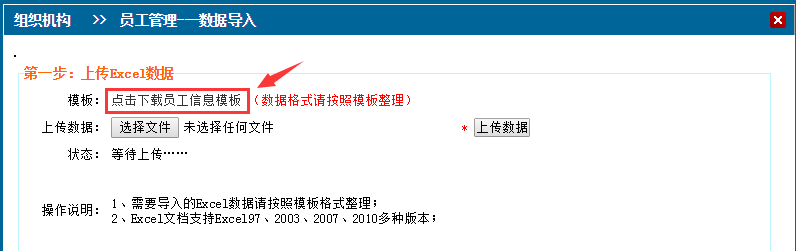 组织机构 >> 员工管理---数据导入
第一步：上传Excel数据
模板： 点击下载员工信息模板 （数据格式请按照模板整理）
上传数据： 选择文件 未选择任何文件 * 上传数据
状态： 等待上传……
操作说明： 1、需要导入的Excel数据请按照模板格式整理；
2、Excel文档支持Excel97、2003、2007、2010多种版本；